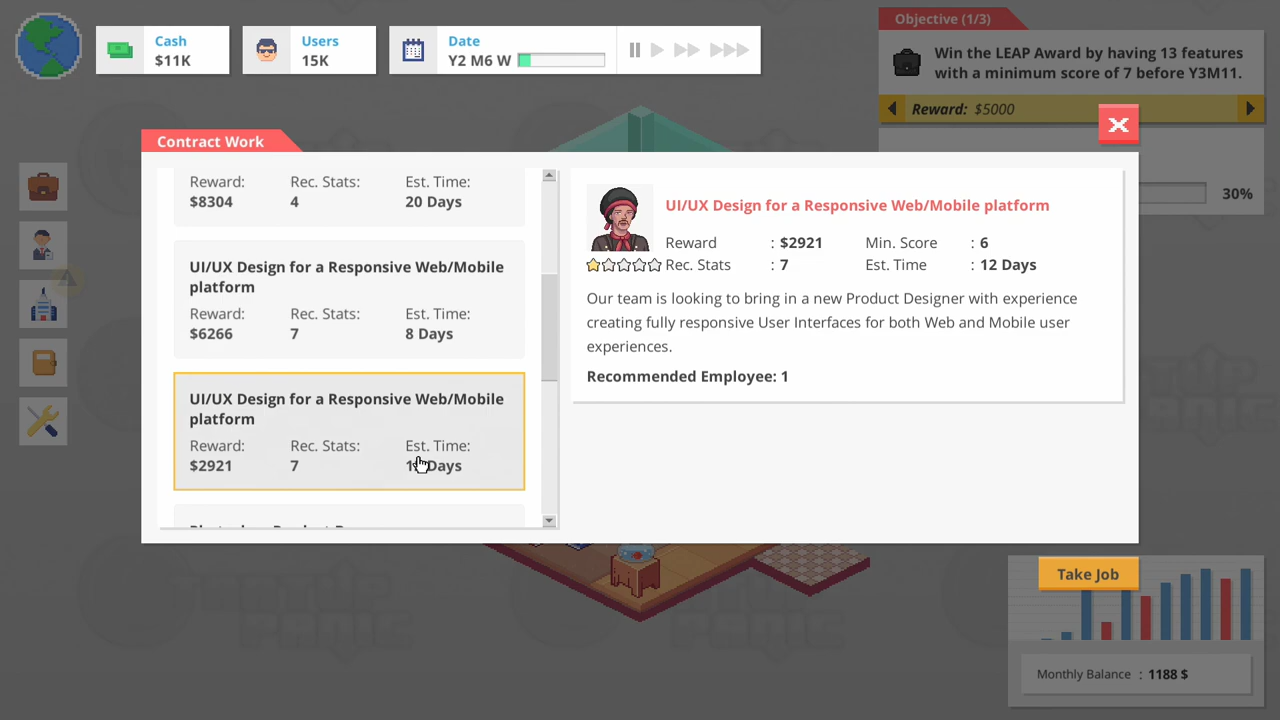 Cash
$11K
Users
15K
Date
Y2 M6 W
Objective (1/3)
Win the LEAP Award by having 13 features
with a minimum score of 7 before Y3M11.
Reward: $5000
30%
Contract Work
Reward: Rec. Stats: Est. Time:
$8304 4 20 Days
UI/UX Design for a Responsive Web/Mobile
platform
Reward: Rec. Stats: Est. Time:
$6266 7 8 Days
UI/UX Design for a Responsive Web/Mobile
platform
Reward: Rec. Stats: Est. Time:
$2921 7 Days
UI/UX Design for a Responsive Web/Mobile platform
Reward : $2921 Min. Score : 6
Rec. Stats : 7 Est. Time : 12 Days
Our team is looking to bring in a new Product Designer with experience
creating fully responsive User Interfaces for both Web and Mobile user
experiences.
Recommended Employee: 1
Take Job
Monthly Balance : 1188 $